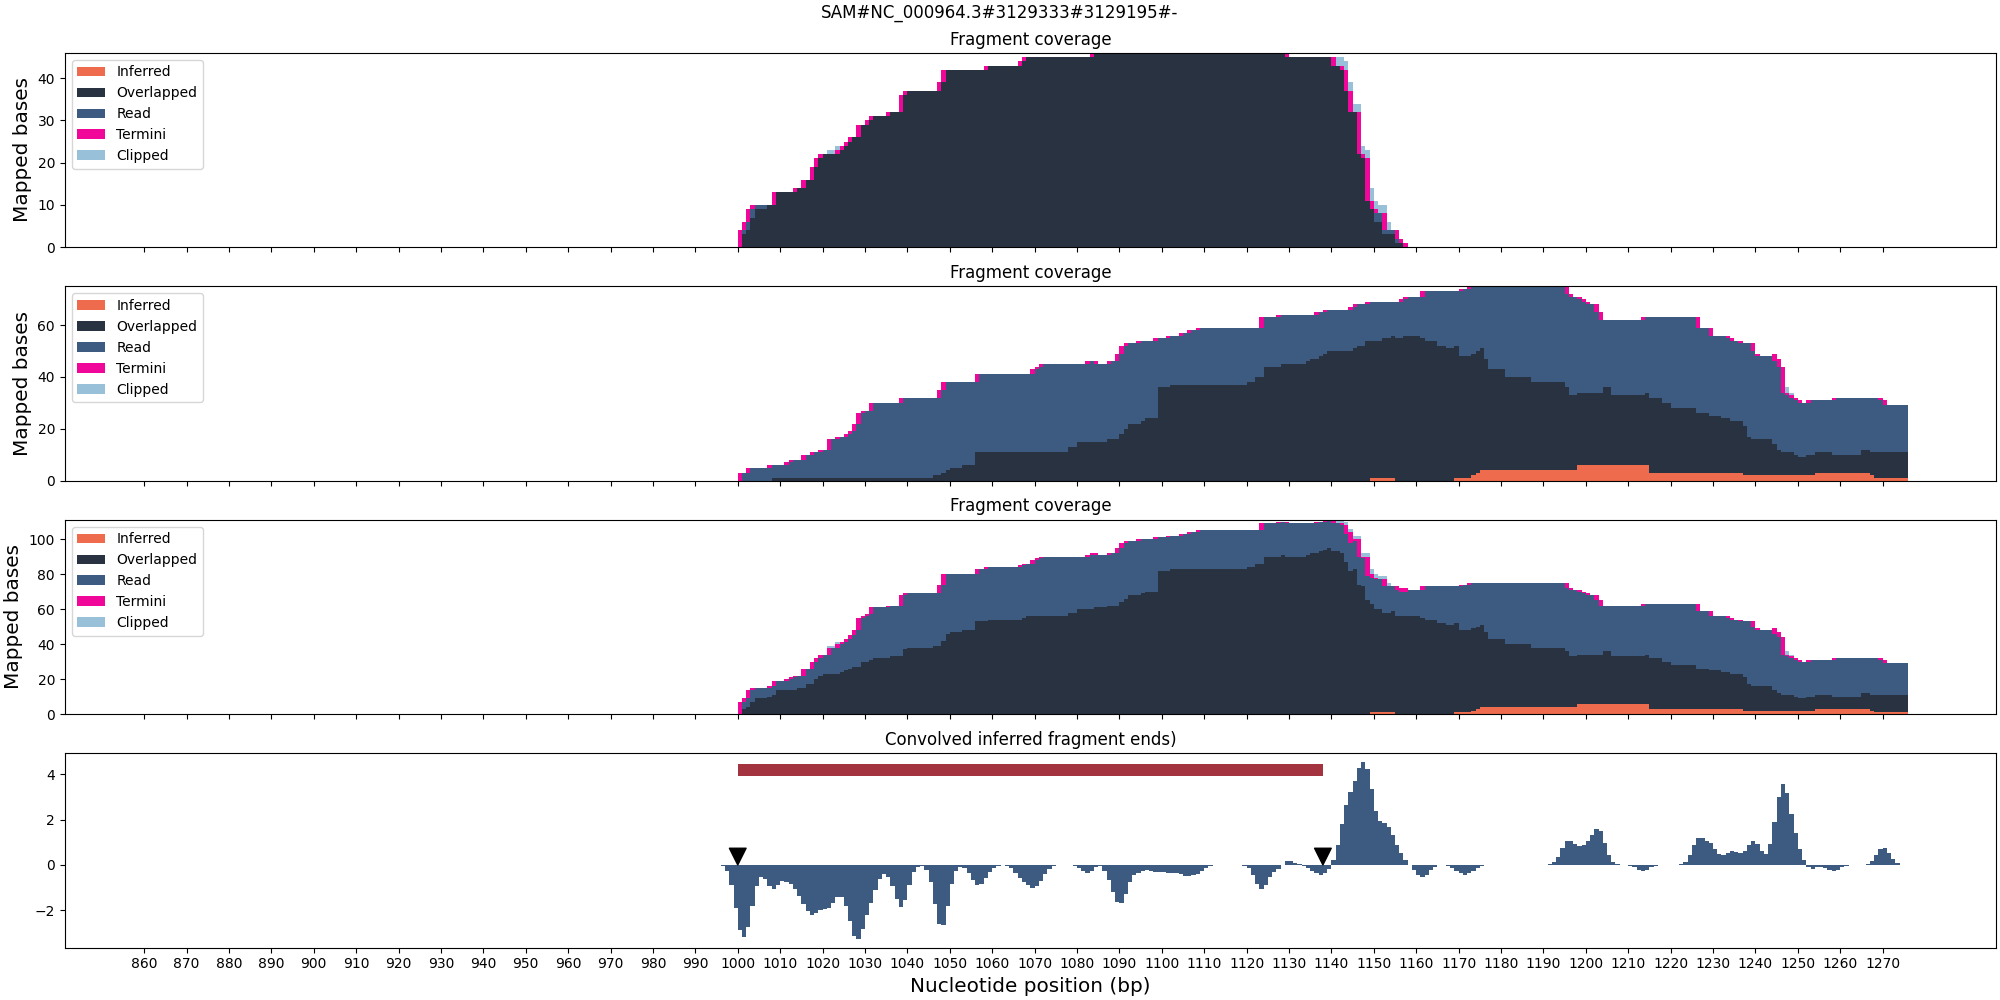 SAM#NC_000964.3#3129333#3129195#-
Fragment coverage
Mapped bases
40
30
20
10
0
Inferred
Overlapped
Read
Termini
Clipped
Fragment coverage
Mapped bases
60
40
20
0
Inferred
Overlapped
Read
Termini
Clipped
Fragment coverage
Mapped bases
100
80
60
40
20
0
Inferred
Overlapped
Read
Termini
Clipped
Convolved inferred fragment ends)
4
2
0
−2
860 870 880 890 900 910 920 930 940 950 960 970 980 990 1000 1010 1020 1030 1040 1050 1060 1070 1080 1090 1100 1110 1120 1130 1140 1150 1160 1170 1180 1190 1200 1210 1220 1230 1240 1250 1260 1270
Nucleotide position (bp)